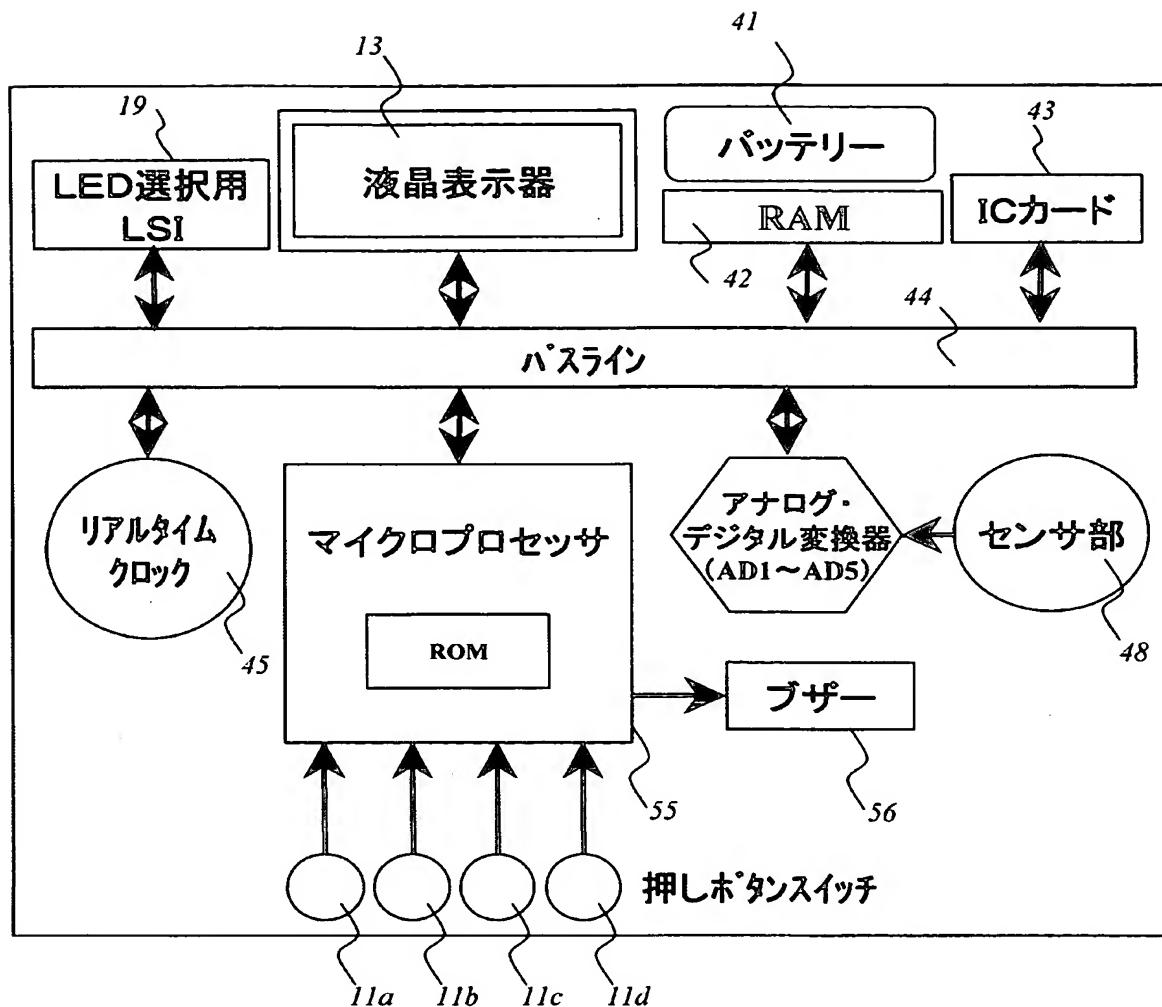 13
41
19
43
LED選択用
LSI
液晶表示器
バッテリー
RAM
ICカード
42
44
バスライン
リアルタイム
クロック
マイクロプロセッサ
ROM
アナログ・
デジタル変換器
(AD1～AD5)
センサ部
45
48
ブザー
55
56
押しボタンスイッチ
11a
11b
11c
11d